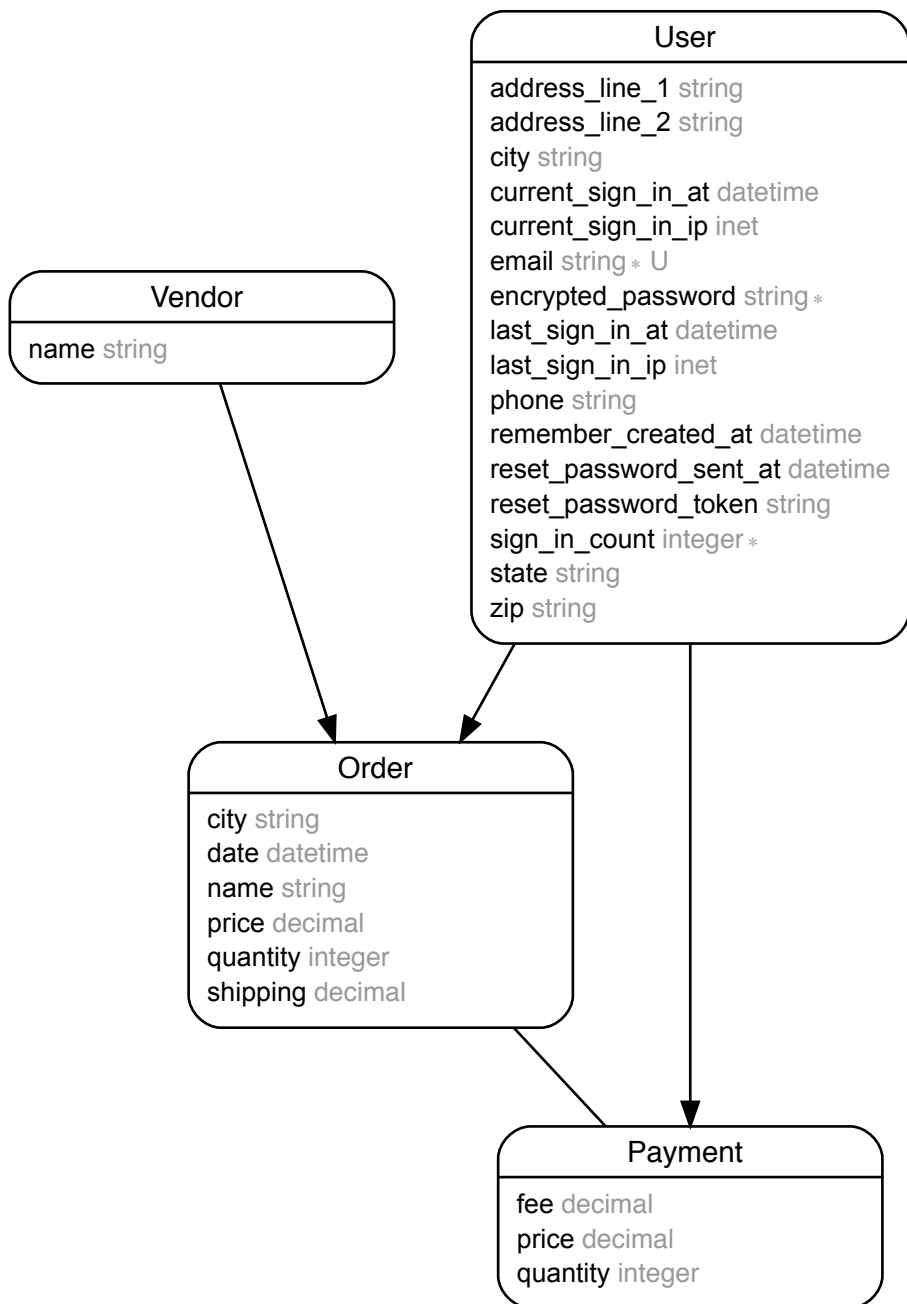 User
address_line_1 string
address_line_2 string
city string
current_sign_in_at datetime
current_sign_in_ip inet
email string * U
encrypted_password string *
last_sign_in_at datetime
last_sign_in_ip inet
phone string
remember_created_at datetime
reset_password_sent_at datetime
reset_password_token string
sign_in_count integer *
state string
zip string
Vendor
name string
Order
city string
date datetime
name string
price decimal
quantity integer
shipping decimal
Payment
fee decimal
price decimal
quantity integer